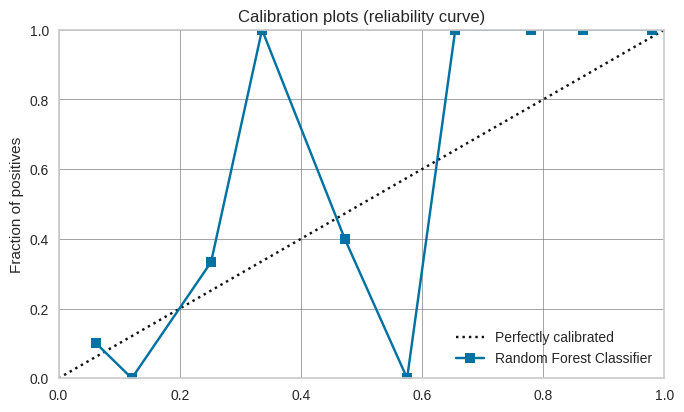 Calibration plots (reliability curve)
Fraction of positives
1.0
0.8
0.6
0.4
0.2
0.0
0.0 0.2 0.4 0.6 0.8 1.0
Perfectly calibrated
Random Forest Classifier